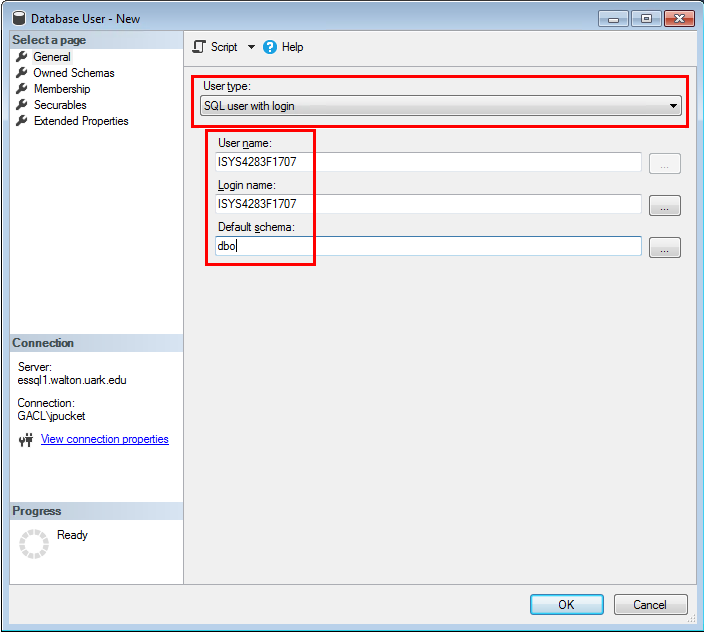 Database User - New
Select a page
General
Owned Schemas
Membership
Securables
Extended Properties
Script
Help
User type:
SQL user with login
User name:
ISYS4283F1707
...
Login name:
ISYS4283F1707
...
Default schema:
dbo
...
Connection
Server:
essql1.walton.uark.edu
Connection:
GACL\jpucket
View connection properties
Progress
Ready
OK
Cancel